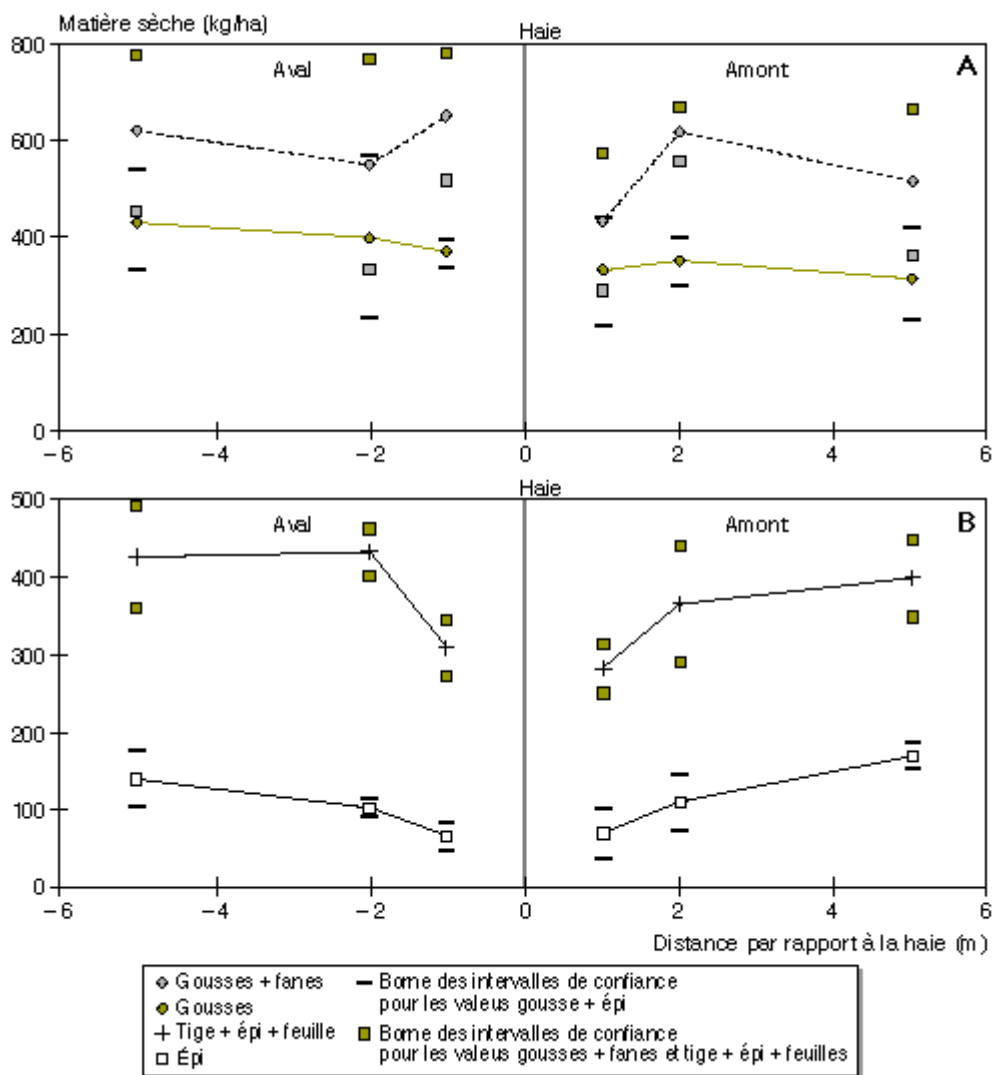 Matière sèche (kg/ha)
Haie
800
Aval
Amont
A
600
400
200
0
−6
−4
−2
0
2
4
6
Haie
500
Aval
Amont
B
400
300
200
100
0
−6
−4
−2
0
2
4
6
Distance par rapport à la haie (m)
Gousses + fanes
Gousses
Tige + épi + feuille
Épi
Borne des intervalles de confiance
pour les valeus gousse + épi
Borne des intervalles de confiance
pour les valeus gousses + fanes et tige + épi + feuilles